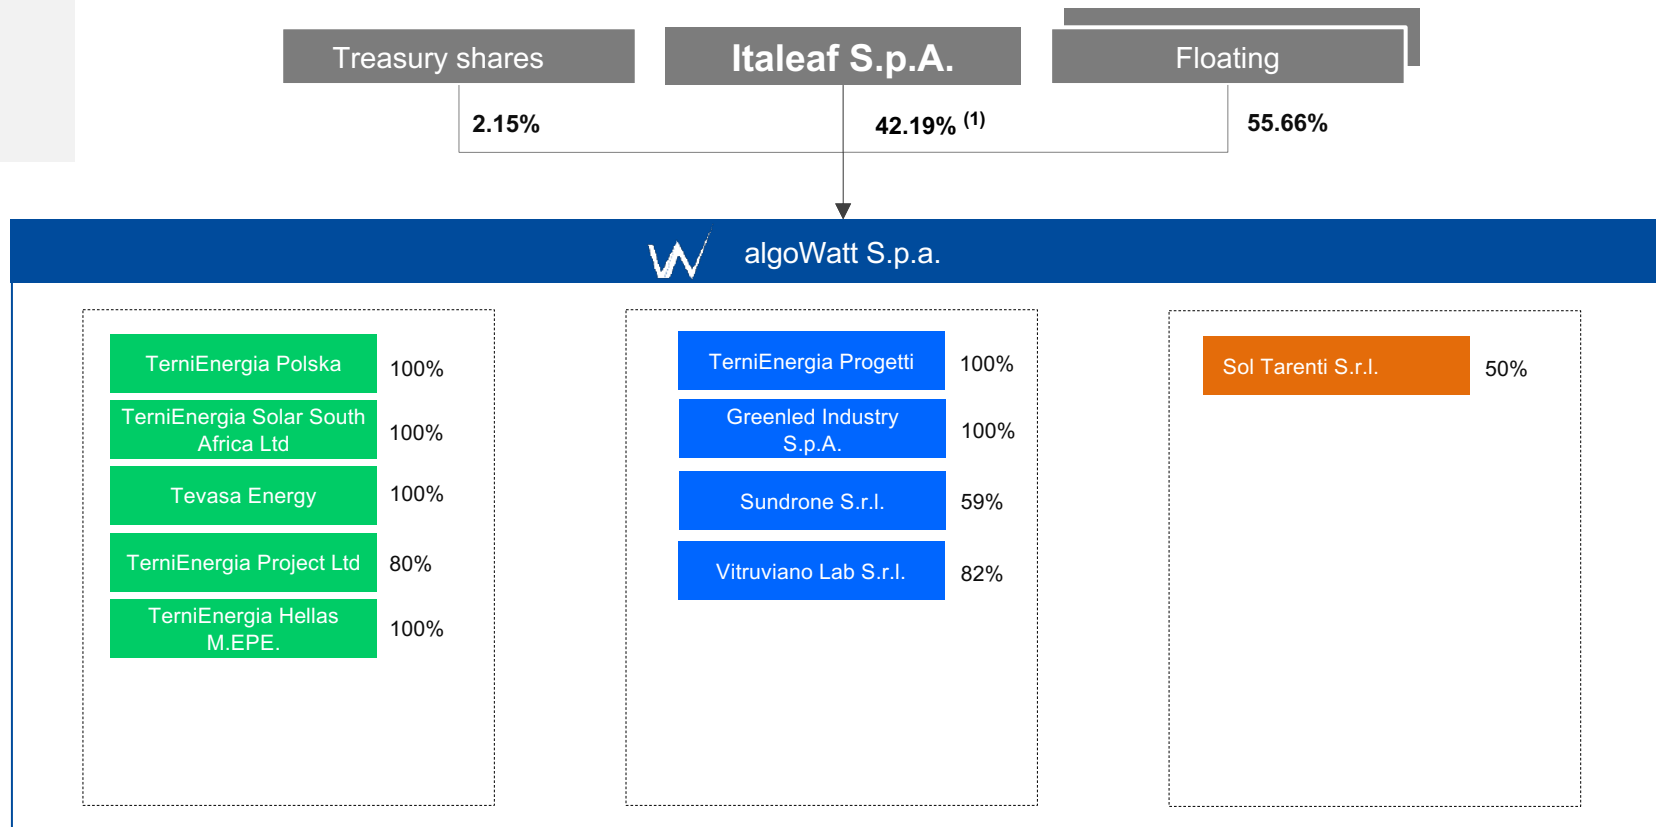 Treasury shares
Italeaf S.p.A.
Floating
2.15%
42.19% (1)
55.66%
algoWatt S.p.a.
TerniEnergia Polska
100%
TerniEnergia Solar South
Africa Ltd
100%
Tevasa Energy
100%
TerniEnergia Project Ltd
80%
TerniEnergia Hellas
M.EPE.
100%
TerniEnergia Progetti
100%
Greenled Industry
S.p.A.
100%
Sundrone S.r.l.
59%
Vitruviano Lab S.r.l.
82%
Sol Tarenti S.r.l.
50%